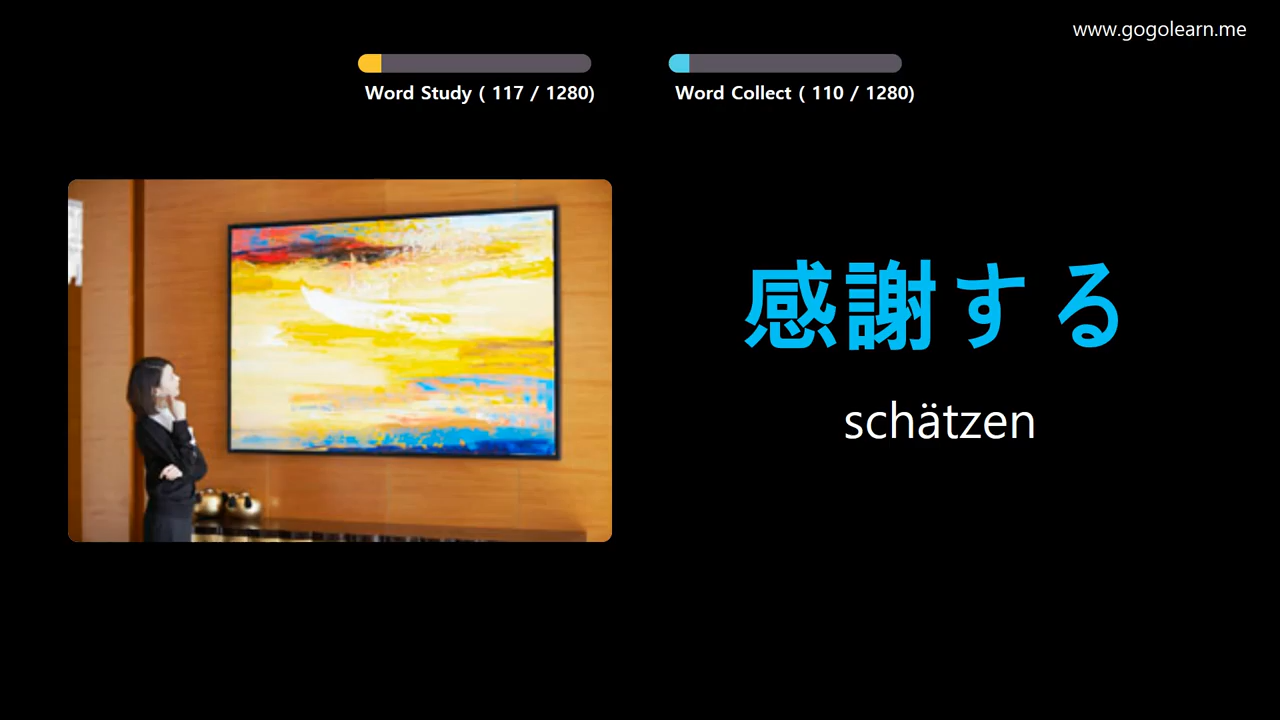 www.gogolearn.me
Word Study ( 117 / 1280)
Word Collect ( 110 / 1280)
感謝する
schätzen